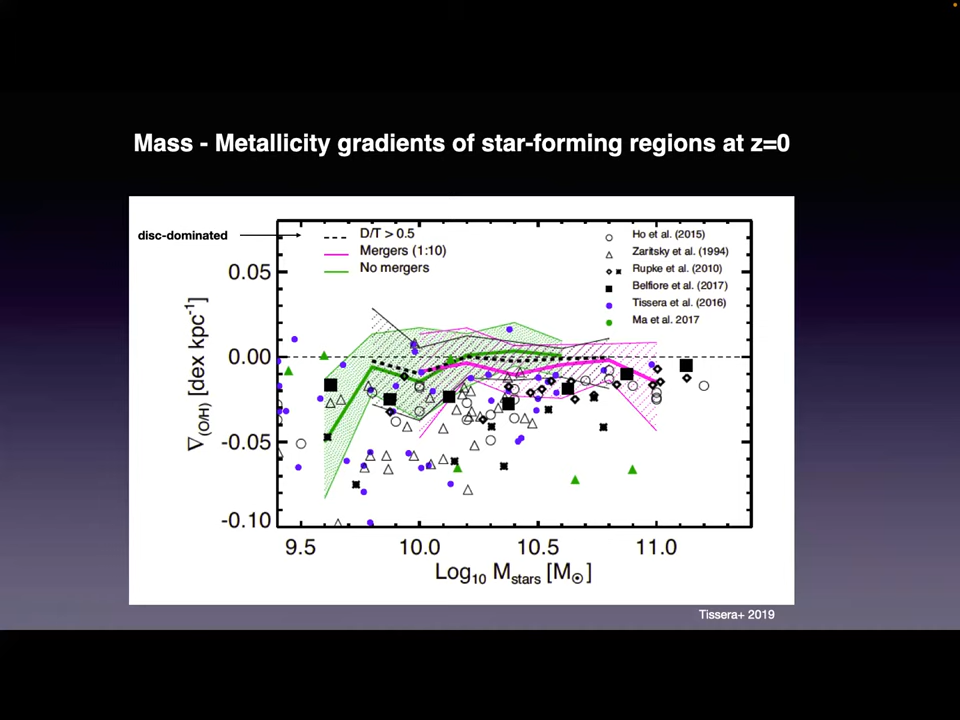 Mass - Metallicity gradients of star-forming regions at z=0
disc-dominated
D/T > 0.5
Mergers (1:10)
No mergers
Ho et al. (2015)
Zaritsky et al. (1994)
Rupke et al. (2010)
Belfiore et al. (2017)
Tissera et al. (2016)
Ma et al. 2017
0.05
0.00
-0.05
-0.10
∇(O/H) [dex kpc⁻¹]
9.5 10.0 10.5 11.0
Log₁₀ Mstars [M☉]
Tissera+ 2019